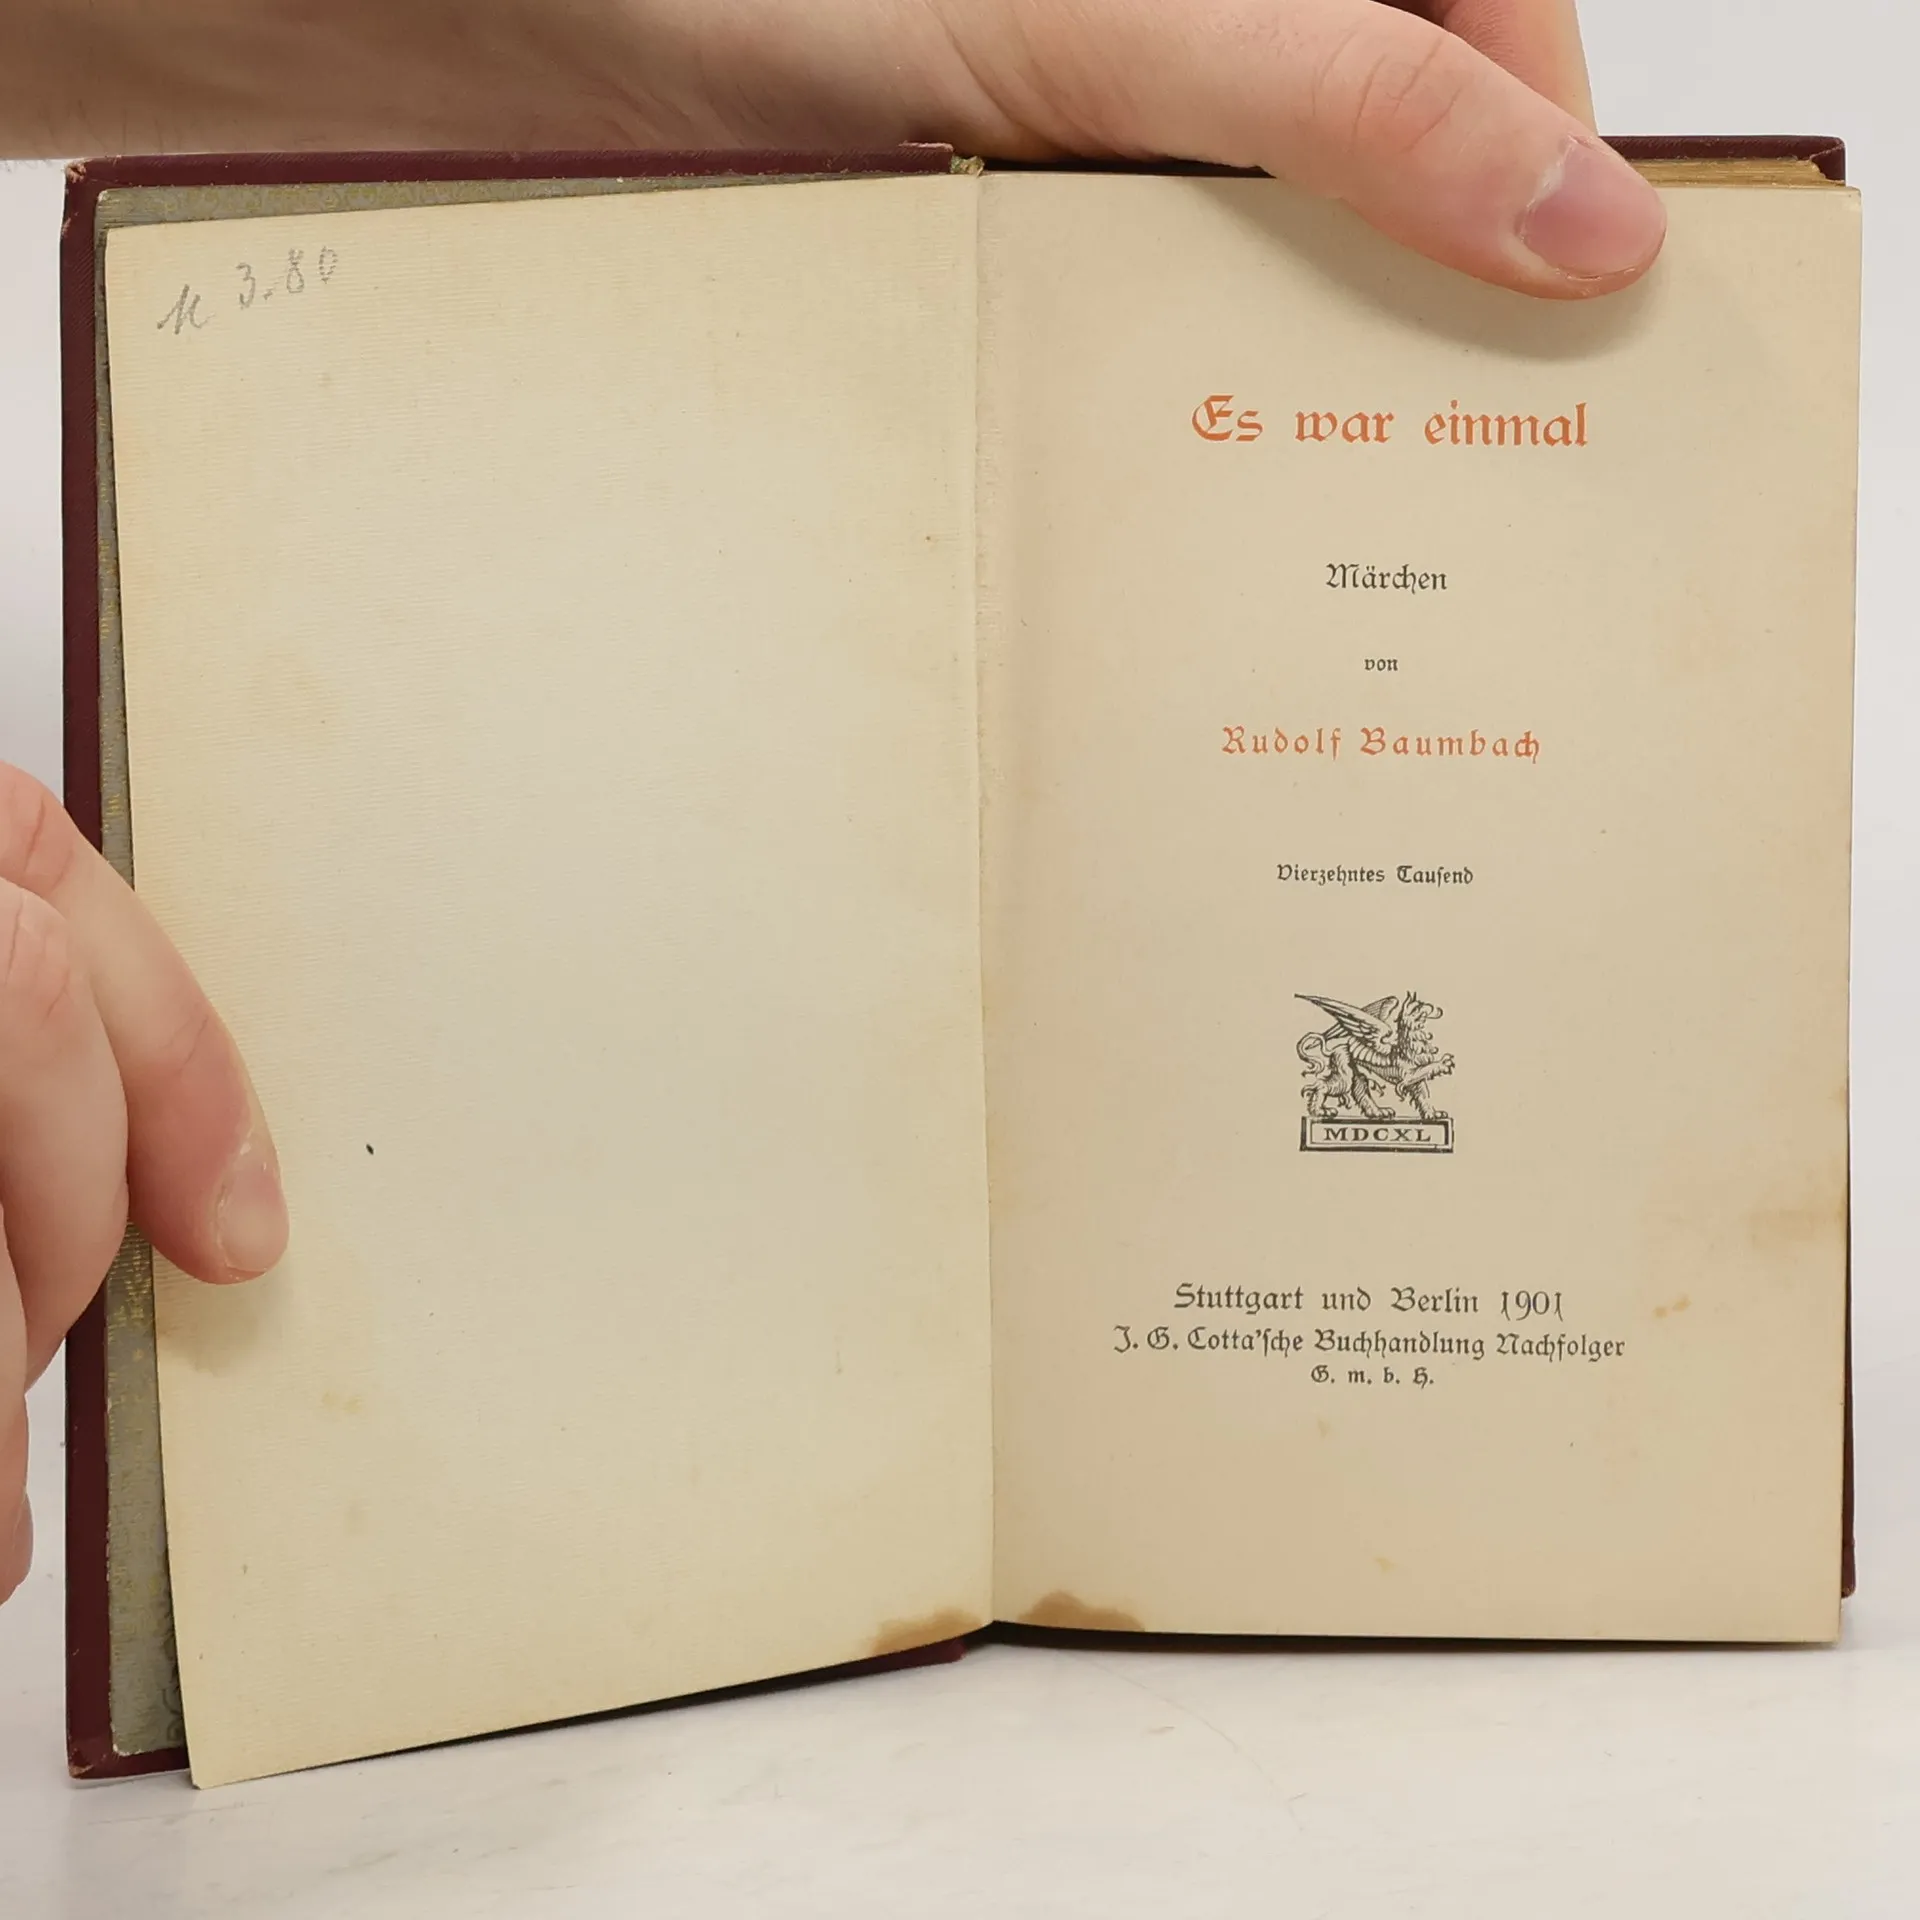 M 3.80
Es war einmal
Märchen
von
Rudolf Baumbach
Vierzehntes Tauſend
MDCXL
Stuttgart und Berlin 1901
J. G. Cotta'ſche Buchhandlung Nachfolger
G. m. b. H.